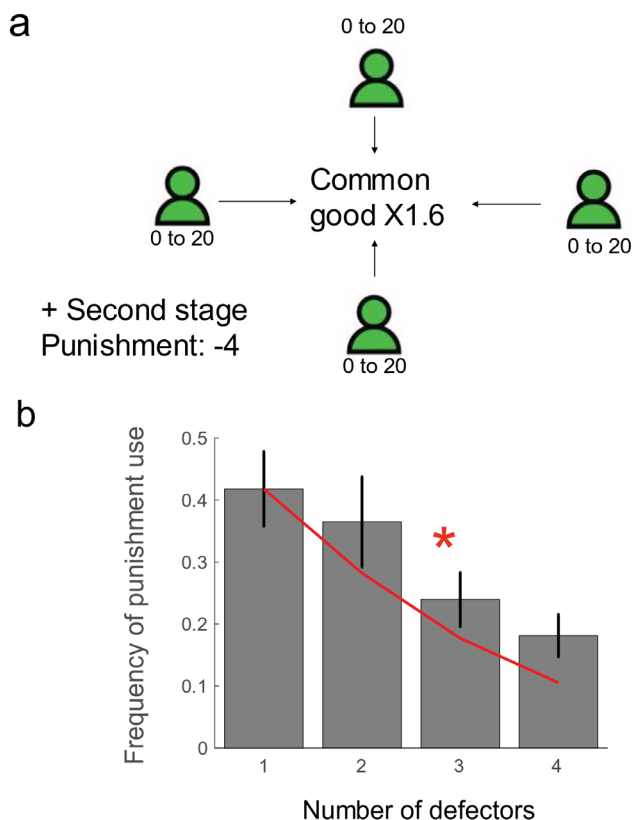 a
0 to 20
Common
good X1.6
0 to 20
0 to 20
+ Second stage
Punishment: -4
0 to 20
b
Frequency of punishment use
0.5
0.4
0.3
*
0.2
0.1
0
1 2 3 4
Number of defectors